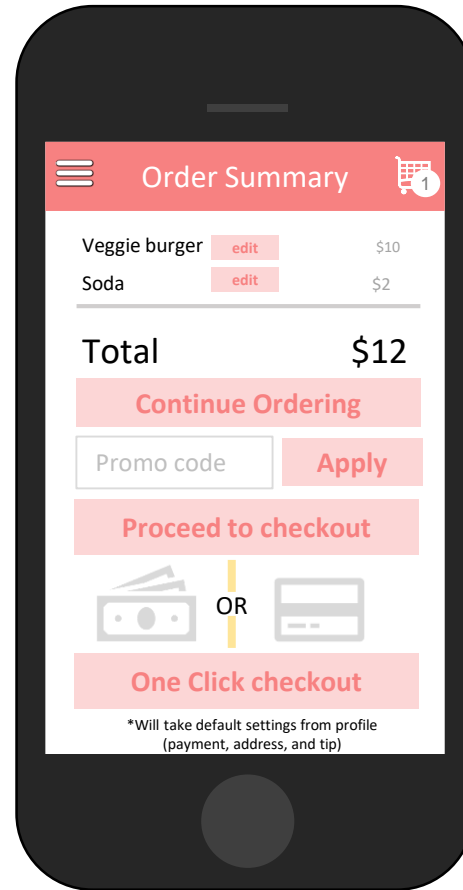 Order Summary
1
Veggie burger edit $10
Soda edit $2
Total $12
Continue Ordering
Promo code Apply
Proceed to checkout
OR
One Click checkout
*Will take default settings from profile
(payment, address, and tip)